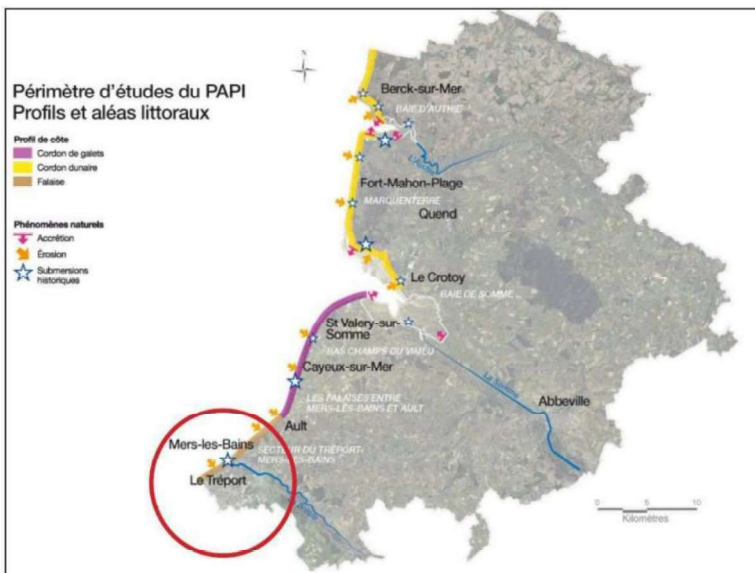 Périmètre d'études du PAPI
Profils et aléas littoraux
Profil de côte
Cordon de galets
Cordon dunaire
Falaise
Phénomènes naturels
Accrétion
Érosion
Submersions
historiques
Berck-sur-Mer
BAIE D'AUTHIE
Fort-Mahon-Plage
MARQUENTERRE
Quend
Le Crotoy
BAIE DE SOMME
St Valery-sur-
Somme
BAS CHAMPS DU VIMEU
Cayeux-sur-Mer
La Somme
LES FALAISES ENTRE
MERS-LES-BAINS ET AULT
Abbeville
Ault
Mers-les-Bains
SECTEUR DU TRÉPORT-
MERS-LES-BAINS
Le Tréport
0 5 10
Kilomètres